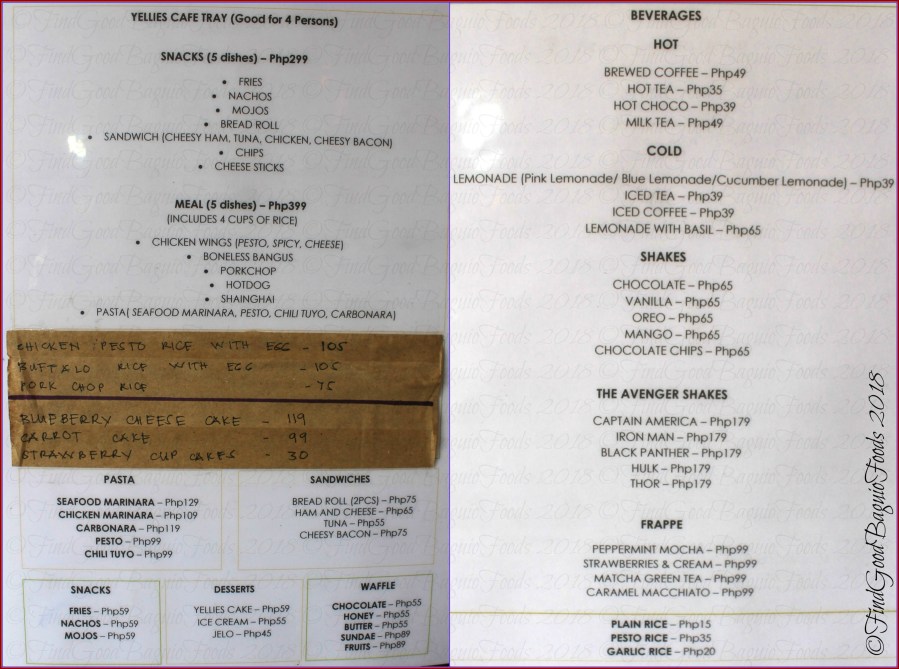 YELLIES CAFE TRAY (Good for 4 Persons)
SNACKS (5 dishes) – Php299
• FRIES
• NACHOS
• MOJOS
• BREAD ROLL
• SANDWICH (CHEESY HAM, TUNA, CHICKEN, CHEESY BACON)
• CHIPS
• CHEESE STICKS
MEAL (5 dishes) – Php399
(INCLUDES 4 CUPS OF RICE)
• CHICKEN WINGS (PESTO, SPICY, CHEESE)
• BONELESS BANGUS
• PORKCHOP
• HOTDOG
• SHAINGHAI
• PASTA( SEAFOOD MARINARA, PESTO, CHILI TUYO, CARBONARA)
CHICKEN PESTO RICE WITH EGG - 105
BUFFALO RICE WITH EGG - 105
PORK CHOP RICE - 75
BLUEBERRY CHEESE CAKE - 119
CARROT CAKE - 99
STRAWBERRY CUP CAKES - 30
PASTA
SEAFOOD MARINARA – Php129
CHICKEN MARINARA – Php109
CARBONARA – Php119
PESTO – Php99
CHILI TUYO – Php99
SANDWICHES
BREAD ROLL (2PCS) – Php75
HAM AND CHEESE – Php65
TUNA – Php55
CHEESY BACON – Php75
SNACKS
FRIES – Php59
NACHOS – Php59
MOJOS – Php59
DESSERTS
YELLIES CAKE – Php59
ICE CREAM – Php55
JELO – Php45
WAFFLE
CHOCOLATE – Php55
HONEY – Php55
BUTTER – Php55
SUNDAE – Php89
FRUITS – Php89
BEVERAGES
HOT
BREWED COFFEE – Php49
HOT TEA – Php35
HOT CHOCO – Php39
MILK TEA – Php49
COLD
LEMONADE (Pink Lemonade/ Blue Lemonade/Cucumber Lemonade) – Php39
ICED TEA – Php39
ICED COFFEE – Php39
LEMONADE WITH BASIL – Php65
SHAKES
CHOCOLATE – Php65
VANILLA – Php65
OREO – Php65
MANGO – Php65
CHOCOLATE CHIPS – Php65
THE AVENGER SHAKES
CAPTAIN AMERICA – Php179
IRON MAN – Php179
BLACK PANTHER – Php179
HULK – Php179
THOR – Php179
FRAPPE
PEPPERMINT MOCHA – Php99
STRAWBERRIES & CREAM – Php99
MATCHA GREEN TEA – Php99
CARAMEL MACCHIATO – Php99
PLAIN RICE – Php15
PESTO RICE – Php35
GARLIC RICE – Php20
©FindGoodBaguioFoods 2018